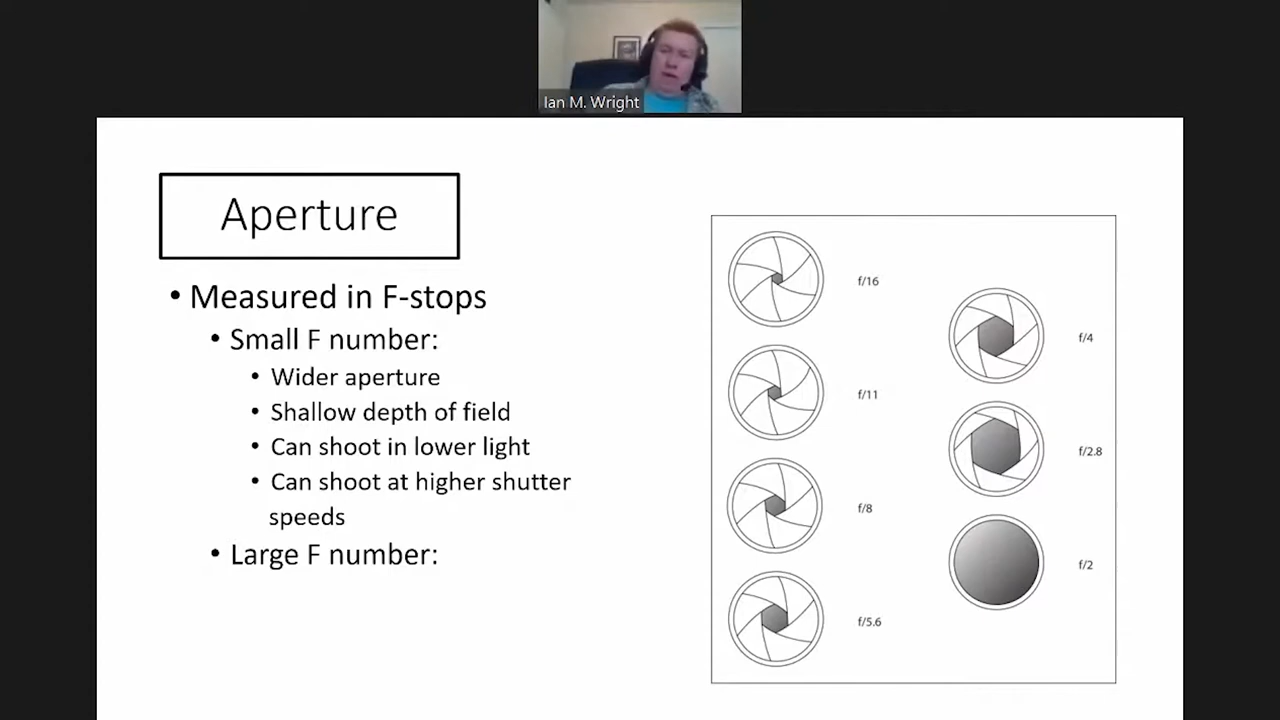 Ian M. Wright
Aperture
• Measured in F-stops
• Small F number:
• Wider aperture
• Shallow depth of field
• Can shoot in lower light
• Can shoot at higher shutter
speeds
• Large F number:
f/16
f/11
f/8
f/5.6
f/4
f/2.8
f/2